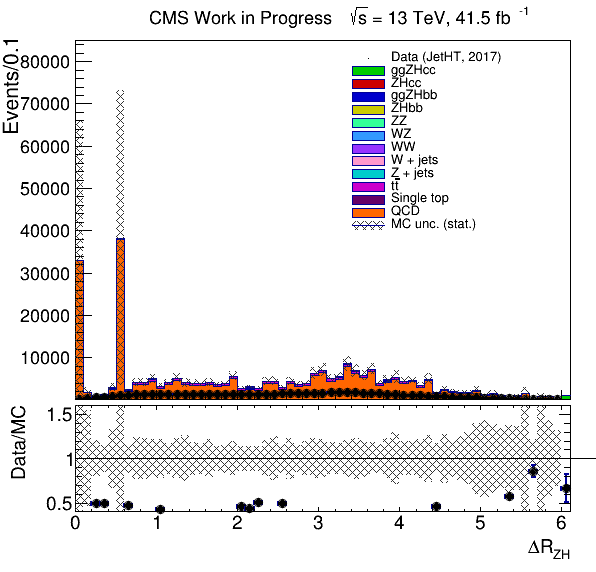 CMS Work in Progress √s = 13 TeV, 41.5 fb⁻¹
Events/0.1
80000
70000
60000
50000
40000
30000
20000
10000
Data (JetHT, 2017)
ggZHcc
ZHcc
ggZHbb
ZHbb
ZZ
WZ
WW
W + jets
Z + jets
tt̄
Single top
QCD
MC unc. (stat.)
Data/MC
1.5
1
0.5
0 1 2 3 4 5 6
ΔR_ZH